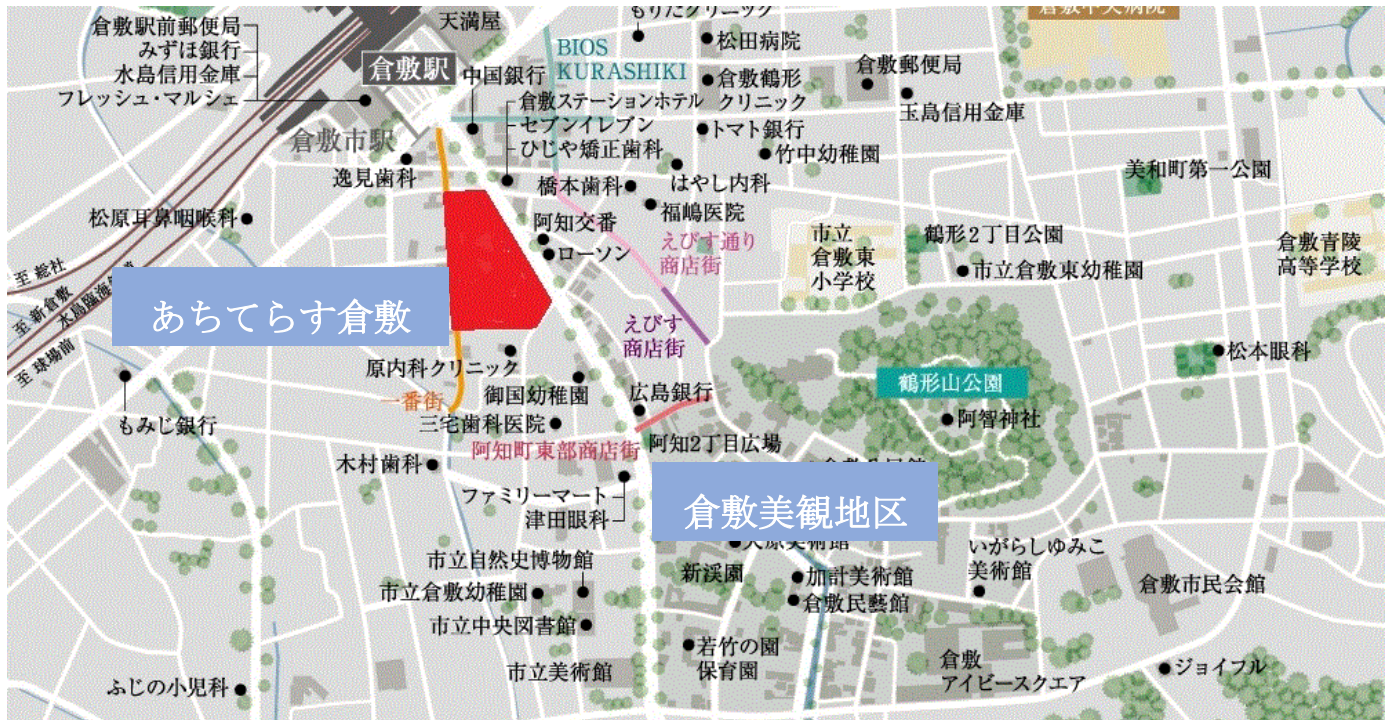 倉敷駅前郵便局
みずほ銀行
水島信用金庫
フレッシュ・マルシェ
天満屋
倉敷駅
倉敷市駅
中国銀行
もりたクリニック
BIOS
KURASHIKI
松田病院
倉敷鶴形
クリニック
倉敷中央病院
倉敷郵便局
玉島信用金庫
倉敷ステーションホテル
セブンイレブン
ひじや矯正歯科
トマト銀行
竹中幼稚園
逸見歯科
橋本歯科
はやし内科
福嶋医院
美和町第一公園
松原耳鼻咽喉科
阿知交番
ローソン
えびす通り
商店街
市立
倉敷東
小学校
鶴形2丁目公園
市立倉敷東幼稚園
倉敷青陵
高等学校
至 総社
至 新倉敷
水島臨海
至 球場前
あちてらす倉敷
えびす
商店街
原内科クリニック
御国幼稚園
一番街
三宅歯科医院
広島銀行
鶴形山公園
阿智神社
松本眼科
もみじ銀行
阿知町東部商店街
阿知2丁目広場
木村歯科
ファミリーマート
津田眼科
倉敷美観地区
大原美術館
いがらしゆみこ
美術館
市立自然史博物館
新渓園
加計美術館
倉敷民藝館
市立倉敷幼稚園
市立中央図書館
倉敷市民会館
若竹の園
保育園
市立美術館
倉敷
アイビースクエア
ジョイフル
ふじの小児科